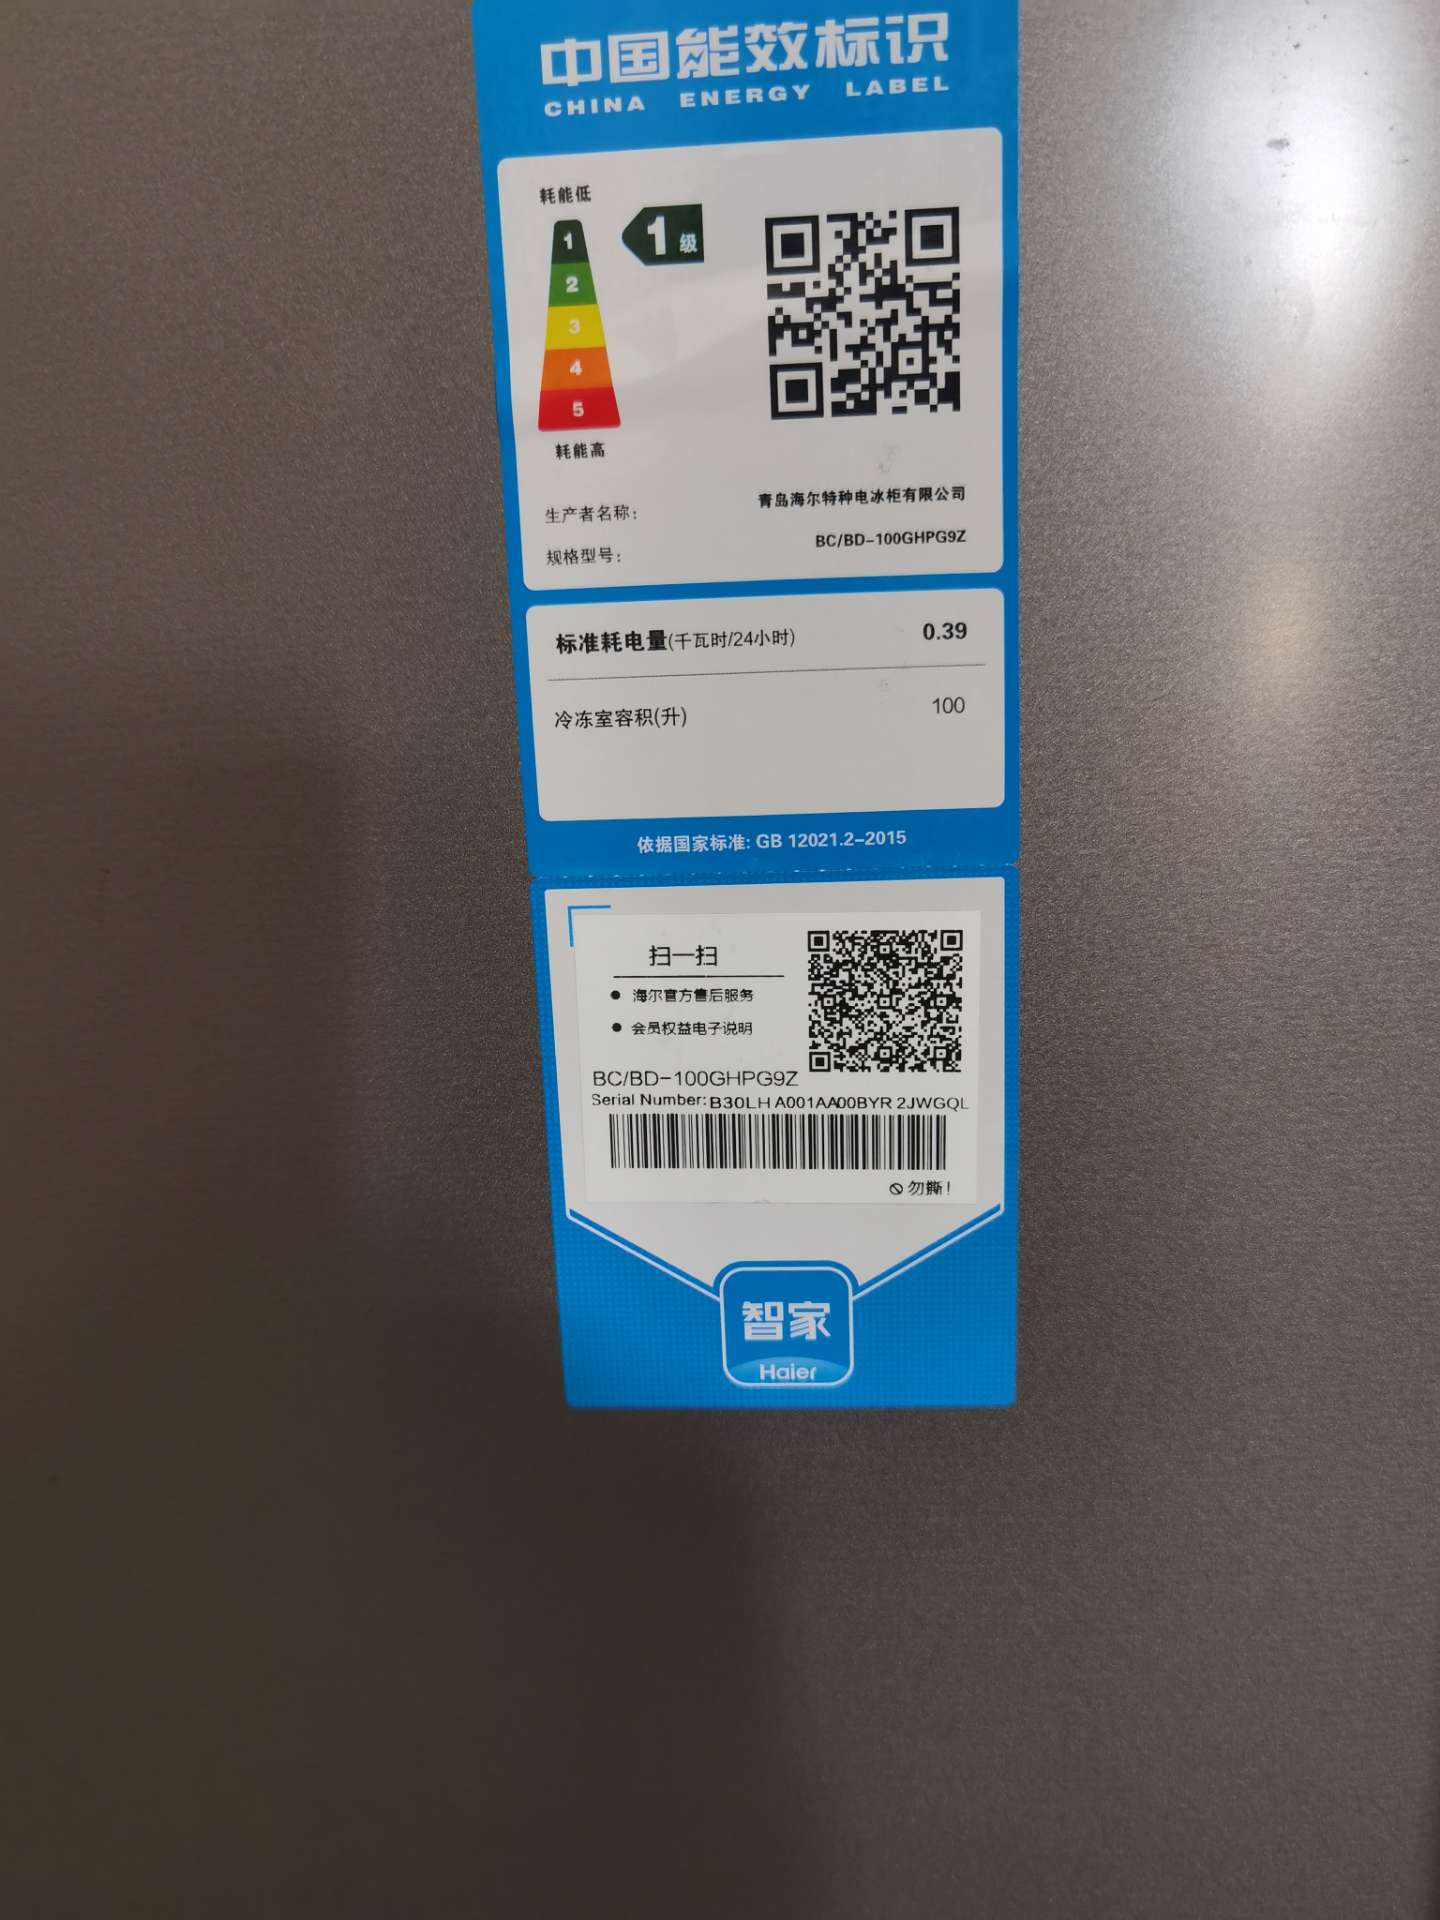 中国能效标识
CHINA ENERGY LABEL
耗能低
1
2
3
4
5
1级
耗能高
生产者名称: 青岛海尔特种电冰柜有限公司
规格型号: BC/BD-100GHPG9Z
标准耗电量(千瓦时/24小时) 0.39
冷冻室容积(升) 100
依据国家标准: GB 12021.2-2015
扫一扫
● 海尔官方售后服务
● 会员权益电子说明
BC/BD-100GHPG9Z
Serial Number: B30LH A001AA00BYR 2JWGQL
勿撕!
智家
Haier